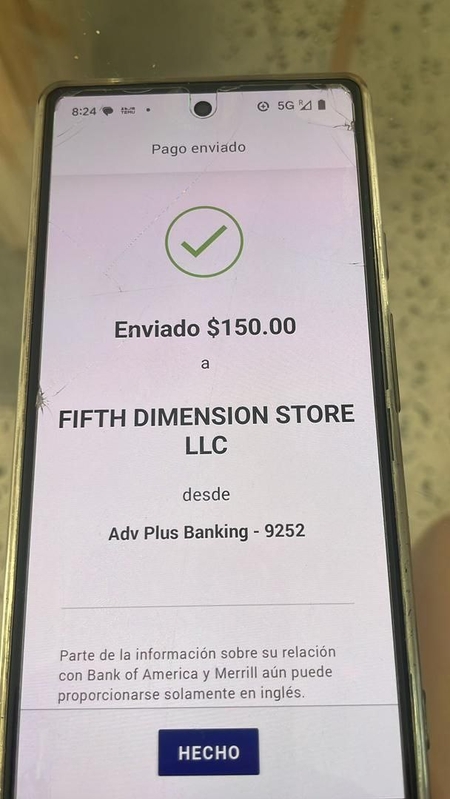 8:24 5G
Pago enviado
Enviado $150.00
a
FIFTH DIMENSION STORE
LLC
desde
Adv Plus Banking - 9252
Parte de la información sobre su relación
con Bank of America y Merrill aún puede
proporcionarse solamente en inglés.
HECHO